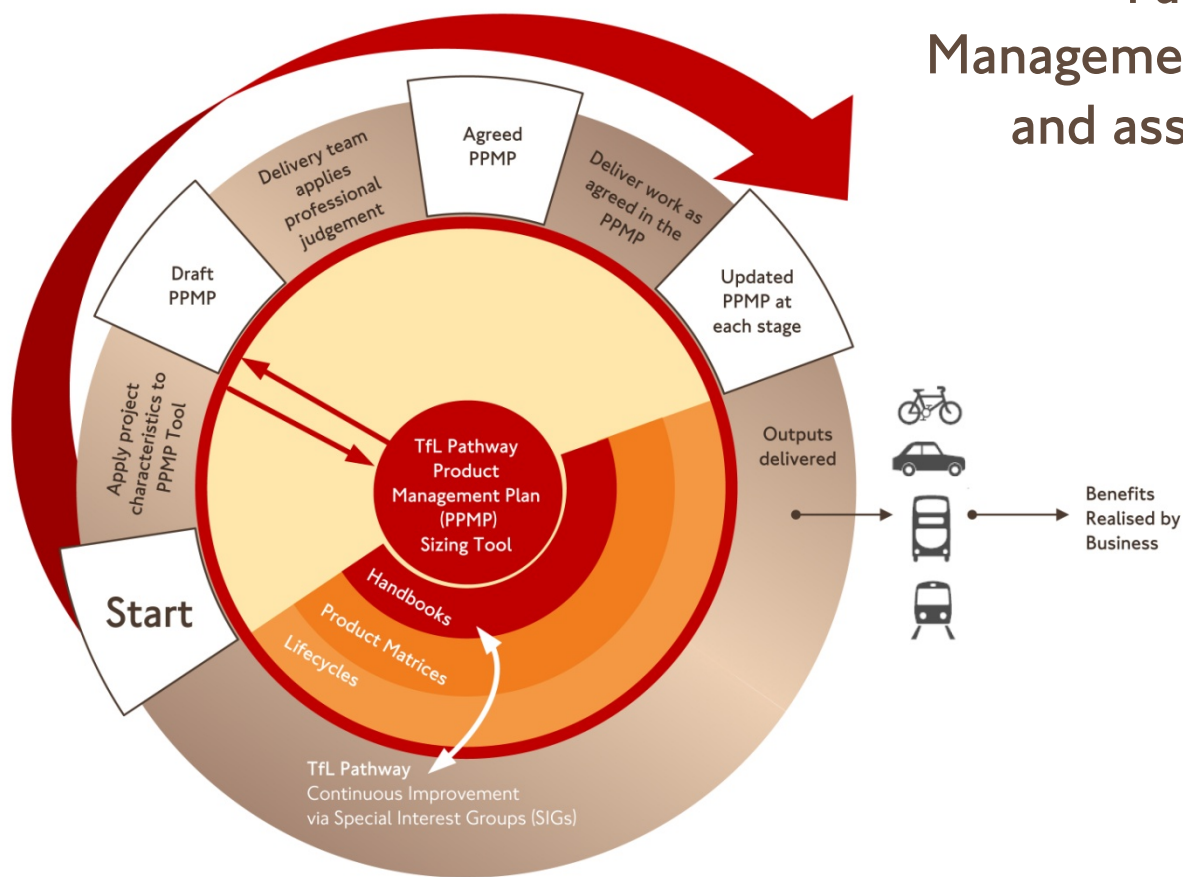 Manageme
and ass
Agreed
PPMP
Delivery team
applies
professional
judgement
Deliver work as
agreed in the
PPMP
Draft
PPMP
Updated
PPMP at
each stage
Apply project
characteristics to
PPMP Tool
TfL Pathway
Product
Management Plan
(PPMP)
Sizing Tool
Outputs
delivered
Benefits
Realised by
Business
Start
Handbooks
Product Matrices
Lifecycles
TfL Pathway
Continuous Improvement
via Special Interest Groups (SIGs)